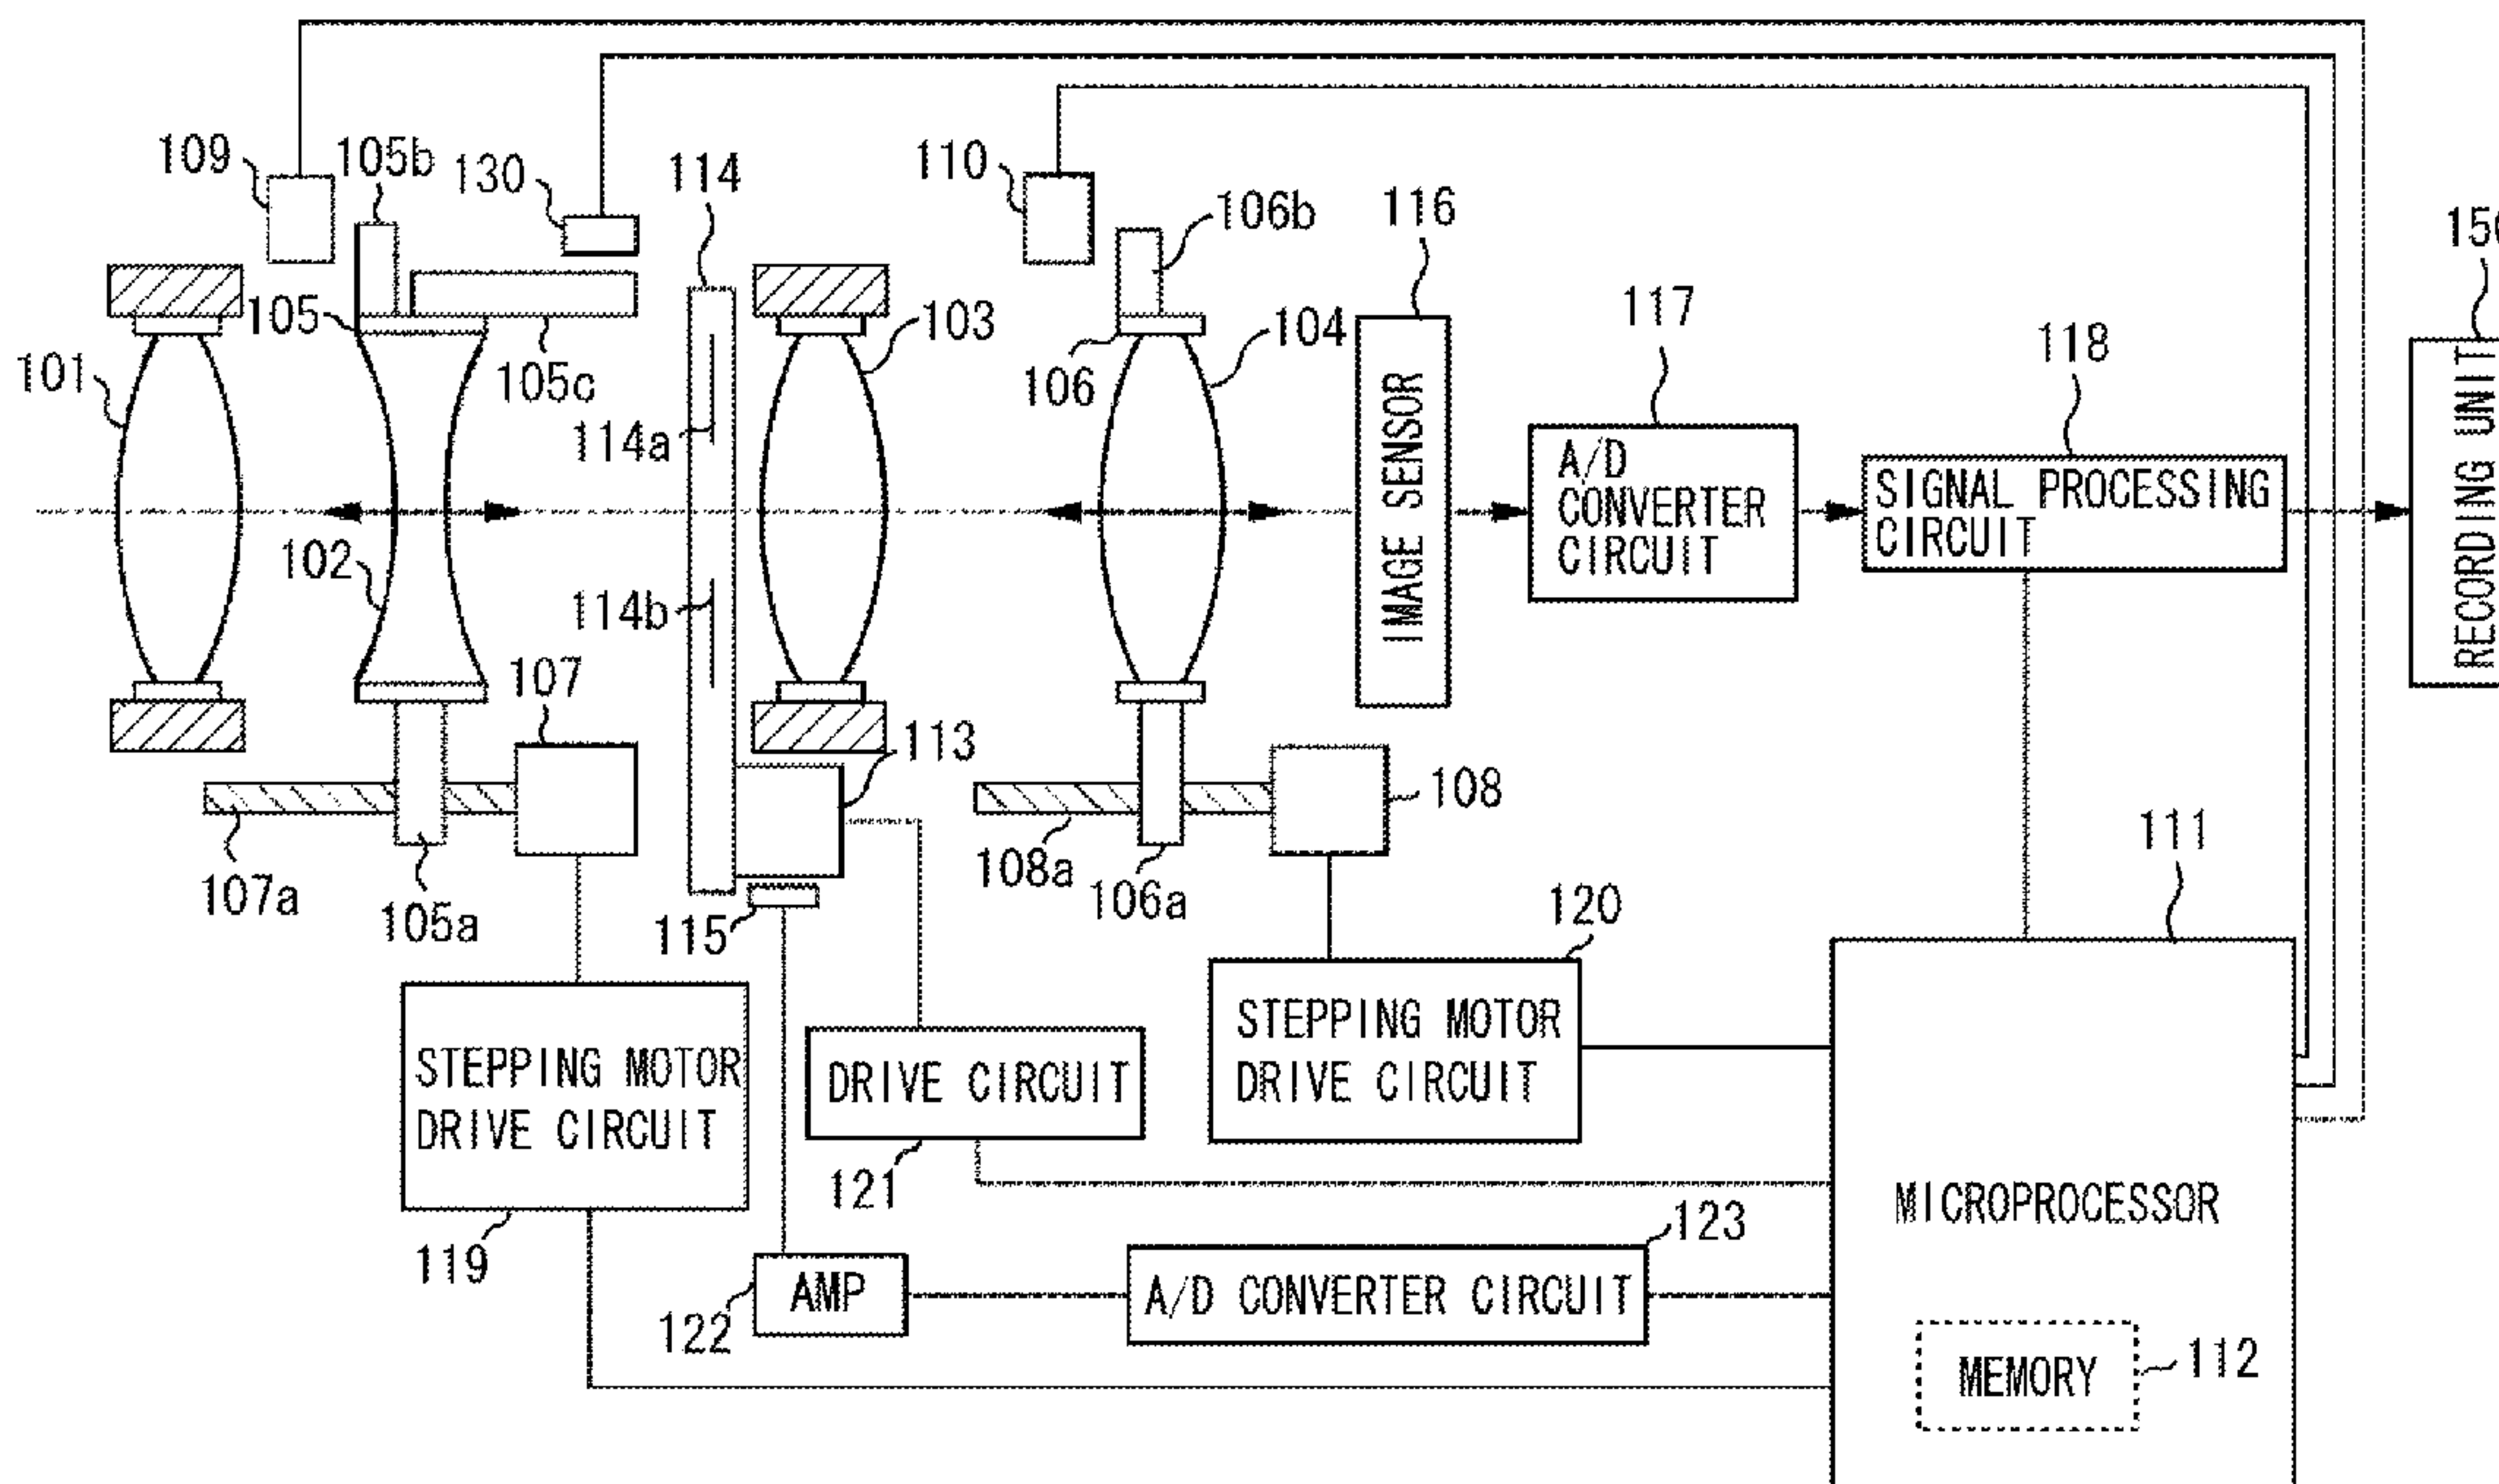 109
105b
130
114
110
106b
116
105
103
117
104
118
101
105c
106
114a
IMAGE SENSOR
A/D
CONVERTER
CIRCUIT
SIGNAL PROCESSING
CIRCUIT
RECORDING UNIT
102
114b
107
113
108
111
107a
105a
115
108a
106a
120
STEPPING MOTOR
DRIVE CIRCUIT
DRIVE CIRCUIT
STEPPING MOTOR
DRIVE CIRCUIT
121
123
MICROPROCESSOR
119
122
AMP
A/D CONVERTER CIRCUIT
MEMORY
112